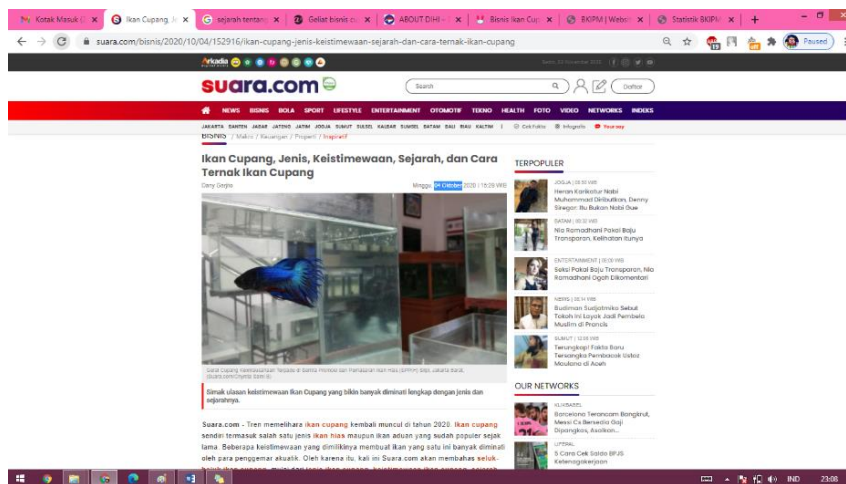 Kotak Masuk (
Ikan Cupang, J
sejarah tentang
Geliat bisnis c
ABOUT DIHI -
Bisnis Ikan Cup
BKIPM | Websi
Statistik BKIPM
suara.com/bisnis/2020/10/04/152916/ikan-cupang-jenis-keistimewaan-sejarah-dan-cara-ternak-ikan-cupang
Paused
Arkadia
suara.com
Search
Daftar
NEWS BISNIS BOLA SPORT LIFESTYLE ENTERTAINMENT OTOMOTIF TEKNO HEALTH FOTO VIDEO NETWORKS INDEKS
JAKARTA BANTEN JABAR JATENG JATIM JOGJA SUMUT SULSEL KALBAR SUMSEL BATAM BALI RIAU KALTIM
Cek Fakta Infografis Your say
BISNIS / Makro / Keuangan / Properti / Inspiratif
Ikan Cupang, Jenis, Keistimewaan, Sejarah, dan Cara
Ternak Ikan Cupang
Minggu, 04 Oktober 2020 | 15:29 WIB
Simak ulasan keistimewaan Ikan Cupang yang bikin banyak diminati lengkap dengan jenis dan
sejarahnya.
Suara.com - Tren memelihara ikan cupang kembali muncul di tahun 2020. Ikan cupang
sendiri termasuk salah satu jenis ikan hias maupun ikan aduan yang sudah populer sejak
lama. Beberapa keistimewaan yang dimilikinya membuat ikan yang satu ini banyak diminati
oleh para penggemar akuatik. Oleh karena itu, kali ini Suara.com akan membahas seluk-
TERPOPULER
Heran Karikatur Nabi
Muhammad Diributkan, Denny
Siregar: Itu Bukan Nabi Gue
Nia Ramadhani Pakai Baju
Transparan, Kelihatan Itunya
Seksi Pakai Baju Transparan, Nia
Ramadhani Ogah Dikomentari
Budiman Sudjatmiko Sebut
Tokoh Ini Layak Jadi Pembela
Muslim di Prancis
Terungkap! Fakta Baru
Tersangka Pembacok Ustaz
Maulana di Aceh
OUR NETWORKS
Barcelona Terancam Bangkrut,
Messi Cs Bersedia Gaji
Dipangkas, Asalkan...
5 Cara Cek Saldo BPJS
Ketenagakerjaan
IND
23:08